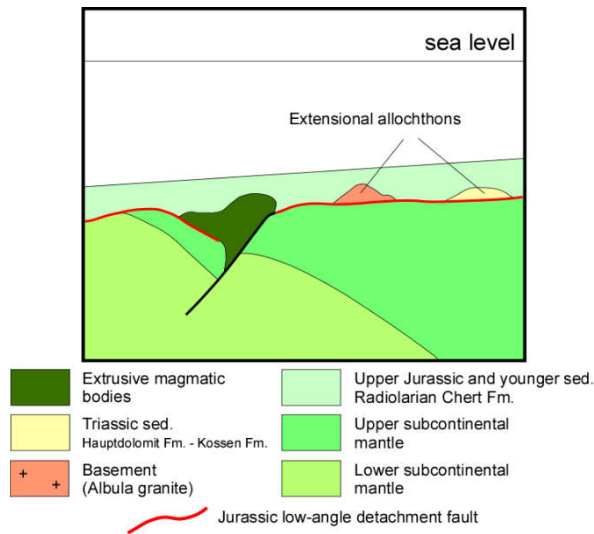 sea level
Extensional allochthons
Extrusive magmatic
bodies
Triassic sed.
Hauptdolomit Fm. - Kossen Fm.
Basement
(Albula granite)
Upper Jurassic and younger sed.
Radiolarian Chert Fm.
Upper subcontinental
mantle
Lower subcontinental
mantle
Jurassic low-angle detachment fault